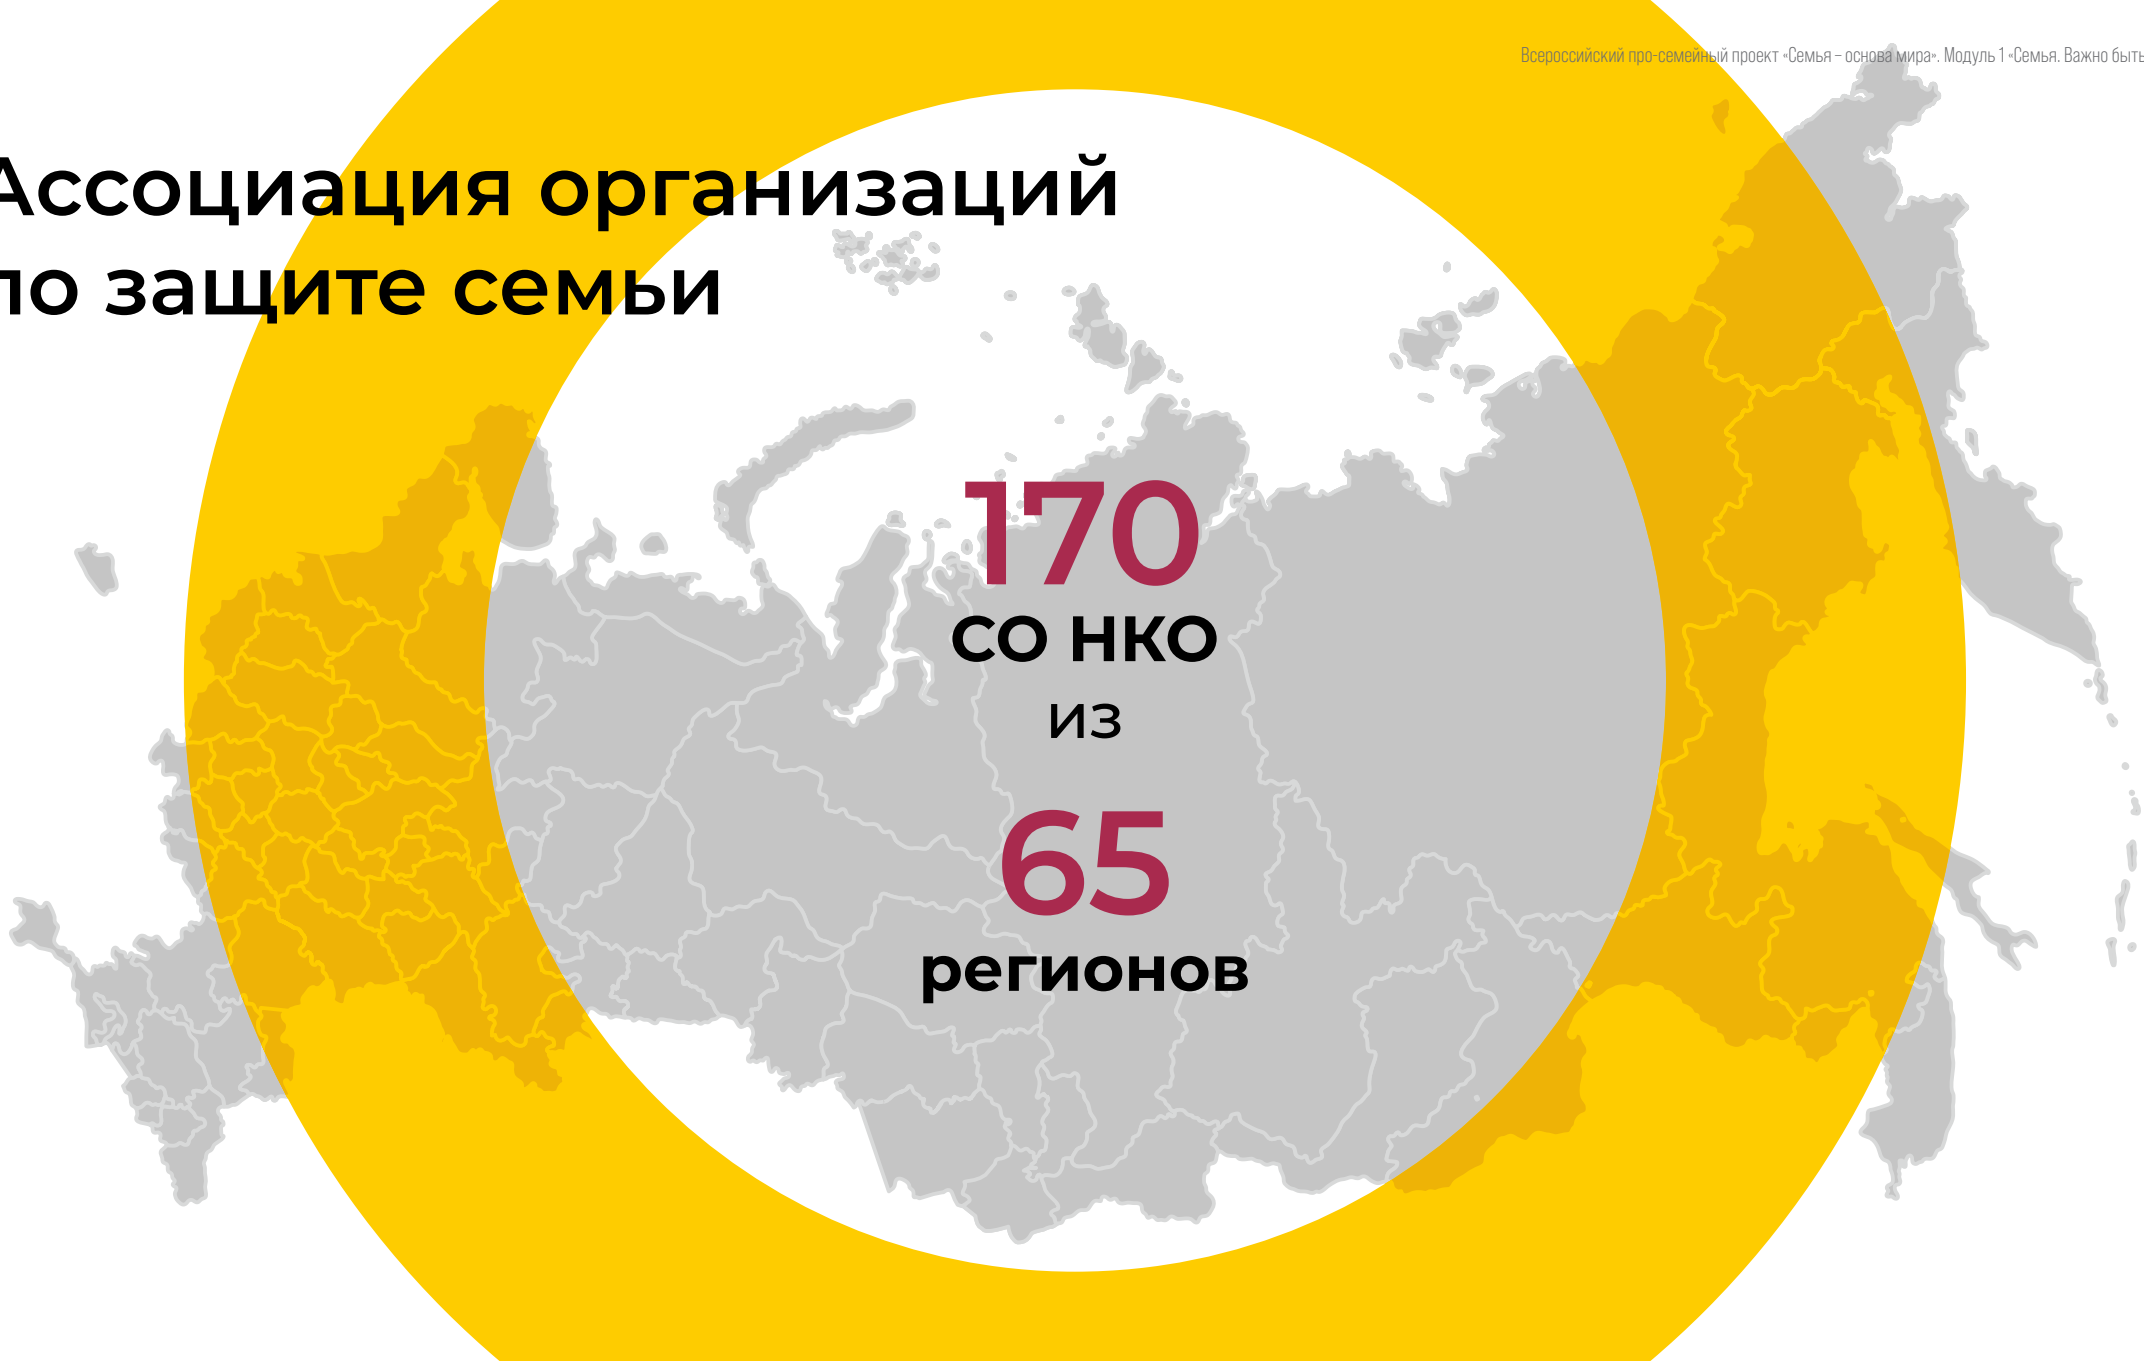 Всероссийский про-семейный проект «Семья – основа мира». Модуль 1 «Семья. Важно быть
Ассоциация организаций
по защите семьи
170
СО НКО
из
65
регионов